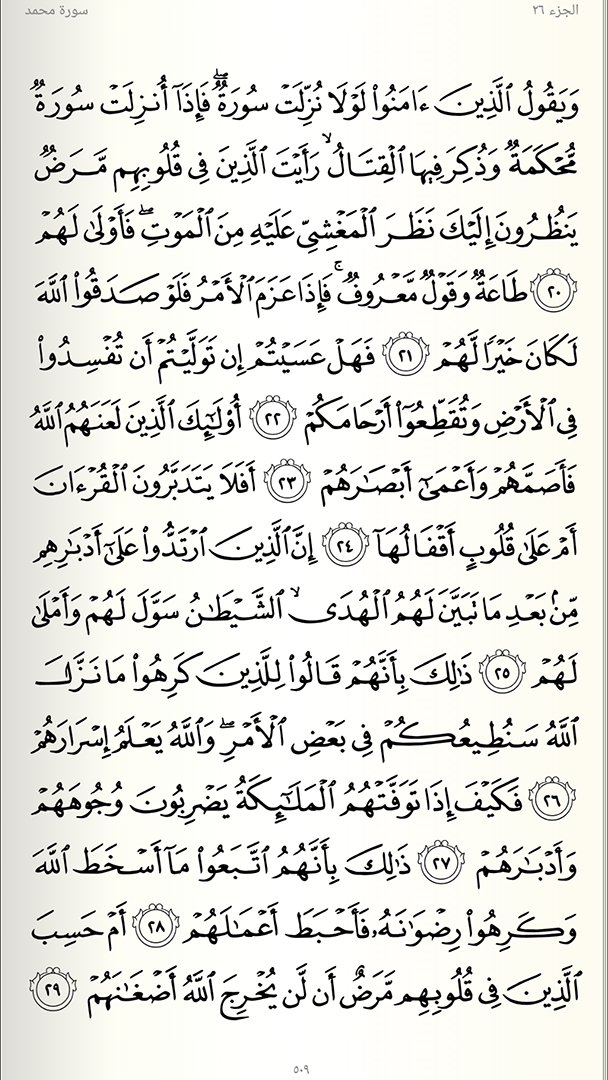 الجزء ٢٦
سورة محمد
وَيَقُولُ ٱلَّذِينَ ءَامَنُوا۟ لَوْلَا نُزِّلَتْ سُورَةٌۖ فَإِذَآ أُنزِلَتْ سُورَةٌ
مُّحْكَمَةٌ وَذُكِرَ فِيهَا ٱلْقِتَالُۙ رَأَيْتَ ٱلَّذِينَ فِى قُلُوبِهِم مَّرَضٌ
يَنظُرُونَ إِلَيْكَ نَظَرَ ٱلْمَغْشِىِّ عَلَيْهِ مِنَ ٱلْمَوْتِۖ فَأَوْلَىٰ لَهُمْ
٢٠ طَاعَةٌ وَقَوْلٌ مَّعْرُوفٌۚ فَإِذَا عَزَمَ ٱلْأَمْرُ فَلَوْ صَدَقُوا۟ ٱللَّهَ
لَكَانَ خَيْرًا لَّهُمْ ٢١ فَهَلْ عَسَيْتُمْ إِن تَوَلَّيْتُمْ أَن تُفْسِدُوا۟
فِى ٱلْأَرْضِ وَتُقَطِّعُوٓا۟ أَرْحَامَكُمْ ٢٢ أُو۟لَٰٓئِكَ ٱلَّذِينَ لَعَنَهُمُ ٱللَّهُ
فَأَصَمَّهُمْ وَأَعْمَىٰٓ أَبْصَٰرَهُمْ ٢٣ أَفَلَا يَتَدَبَّرُونَ ٱلْقُرْءَانَ
أَمْ عَلَىٰ قُلُوبٍ أَقْفَالُهَآ ٢٤ إِنَّ ٱلَّذِينَ ٱرْتَدُّوا۟ عَلَىٰٓ أَدْبَٰرِهِم
مِّنۢ بَعْدِ مَا تَبَيَّنَ لَهُمُ ٱلْهُدَىۙ ٱلشَّيْطَٰنُ سَوَّلَ لَهُمْ وَأَمْلَىٰ
لَهُمْ ٢٥ ذَٰلِكَ بِأَنَّهُمْ قَالُوا۟ لِلَّذِينَ كَرِهُوا۟ مَا نَزَّلَ
ٱللَّهُ سَنُطِيعُكُمْ فِى بَعْضِ ٱلْأَمْرِۖ وَٱللَّهُ يَعْلَمُ إِسْرَارَهُمْ
٢٦ فَكَيْفَ إِذَا تَوَفَّتْهُمُ ٱلْمَلَٰٓئِكَةُ يَضْرِبُونَ وُجُوهَهُمْ
وَأَدْبَٰرَهُمْ ٢٧ ذَٰلِكَ بِأَنَّهُمُ ٱتَّبَعُوا۟ مَآ أَسْخَطَ ٱللَّهَ
وَكَرِهُوا۟ رِضْوَٰنَهُۥ فَأَحْبَطَ أَعْمَٰلَهُمْ ٢٨ أَمْ حَسِبَ
ٱلَّذِينَ فِى قُلُوبِهِم مَّرَضٌ أَن لَّن يُخْرِجَ ٱللَّهُ أَضْغَٰنَهُمْ ٢٩
٥٠٩